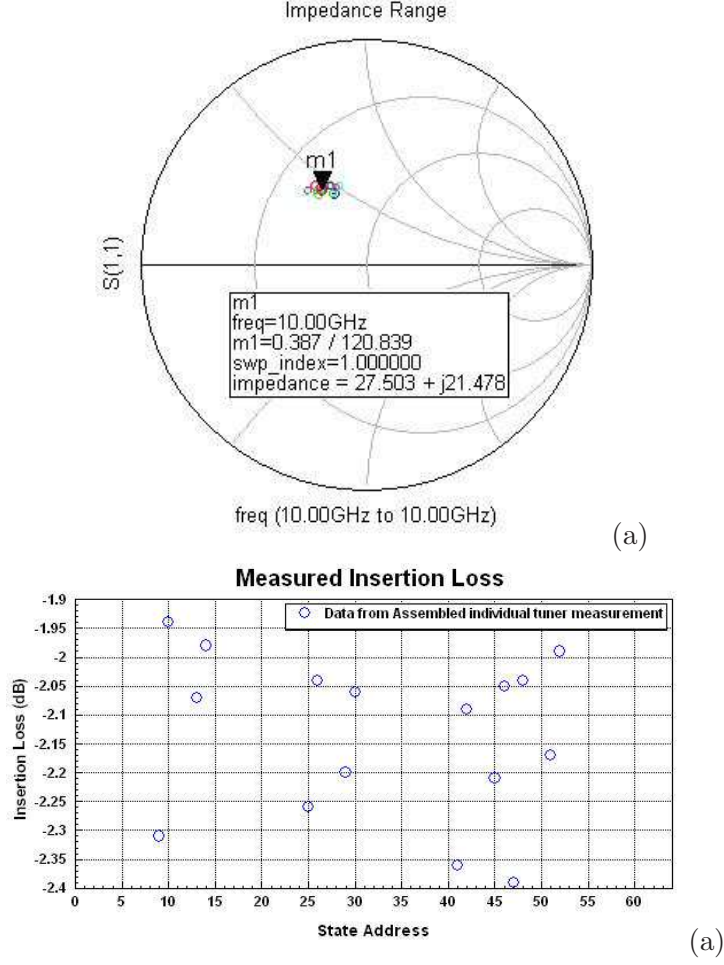 Impedance Range
m1
S(1,1)
m1
freq=10.00GHz
m1=0.387 / 120.839
swp_index=1.000000
impedance = 27.503 + j21.478
freq (10.00GHz to 10.00GHz)
(a)
Measured Insertion Loss
Data from Assembled individual tuner measurement
Insertion Loss (dB)
-1.9
-1.95
-2
-2.05
-2.1
-2.15
-2.2
-2.25
-2.3
-2.35
-2.4
0 5 10 15 20 25 30 35 40 45 50 55 60
State Address
(a)